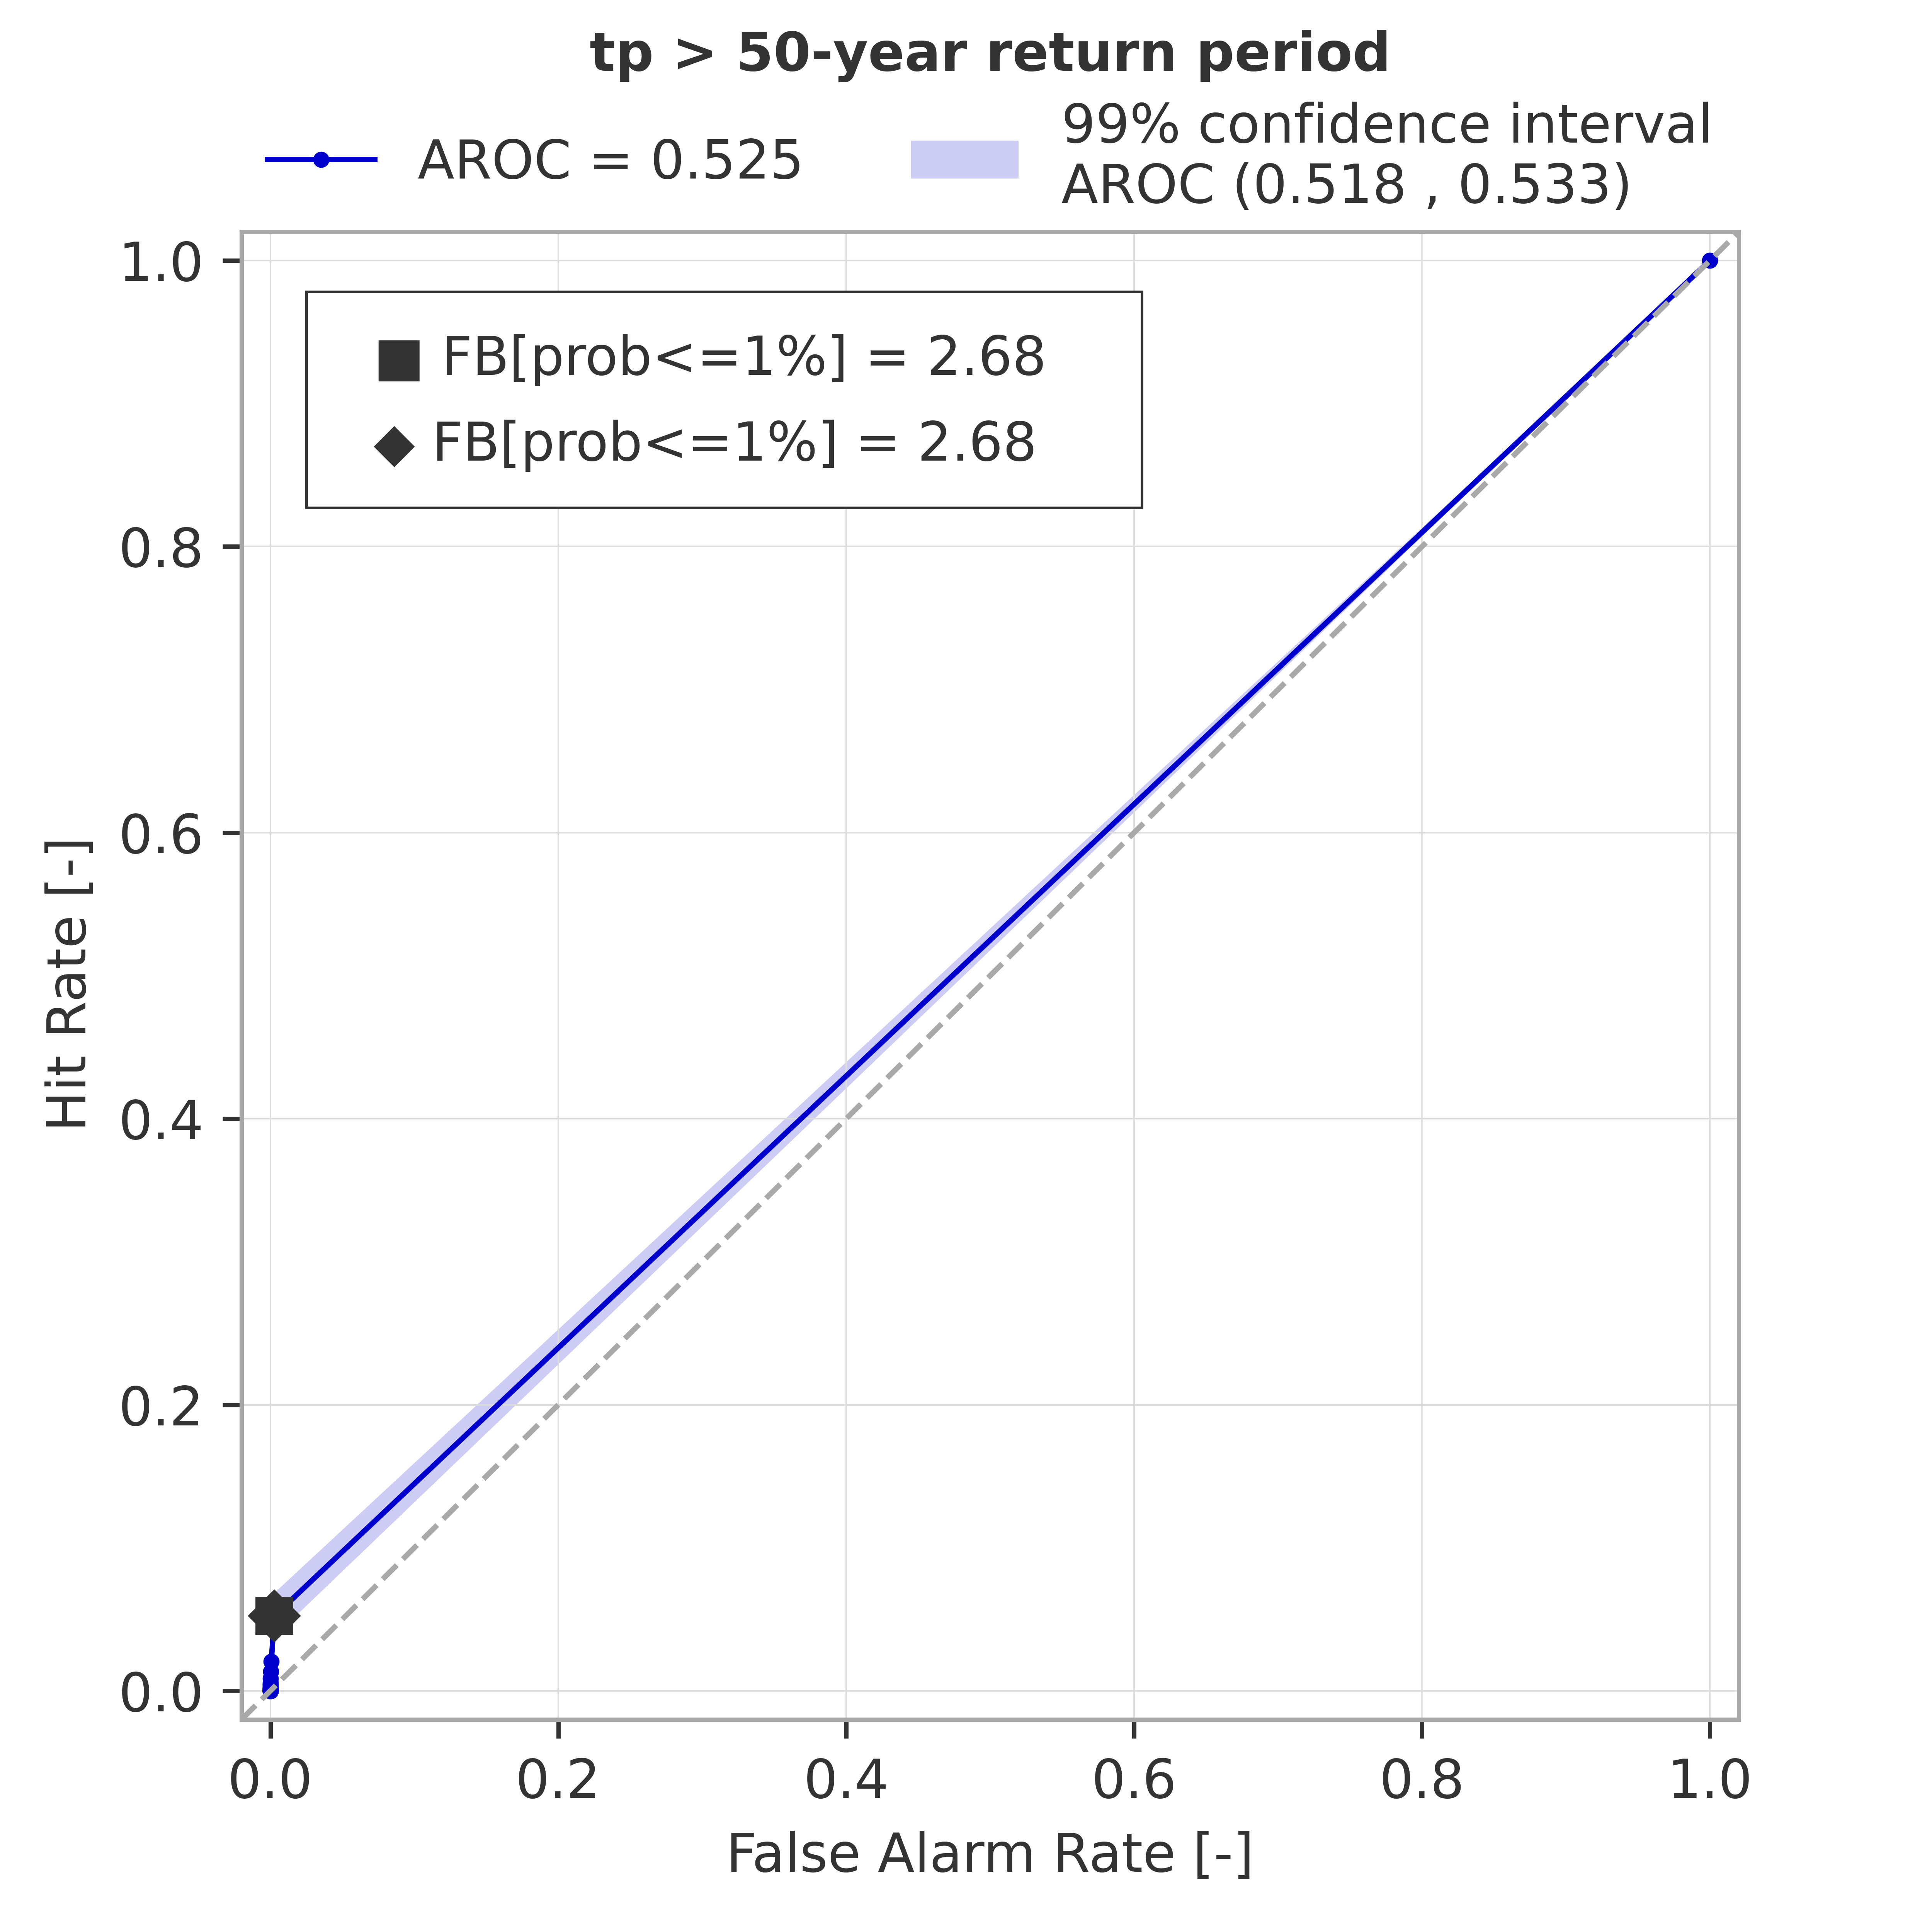 tp > 50-year return period
AROC = 0.525
99% confidence interval
AROC (0.518 , 0.533)
FB[prob<=1%] = 2.68
FB[prob<=1%] = 2.68
1.0
0.8
0.6
0.4
0.2
0.0
Hit Rate [-]
0.0 0.2 0.4 0.6 0.8 1.0
False Alarm Rate [-]